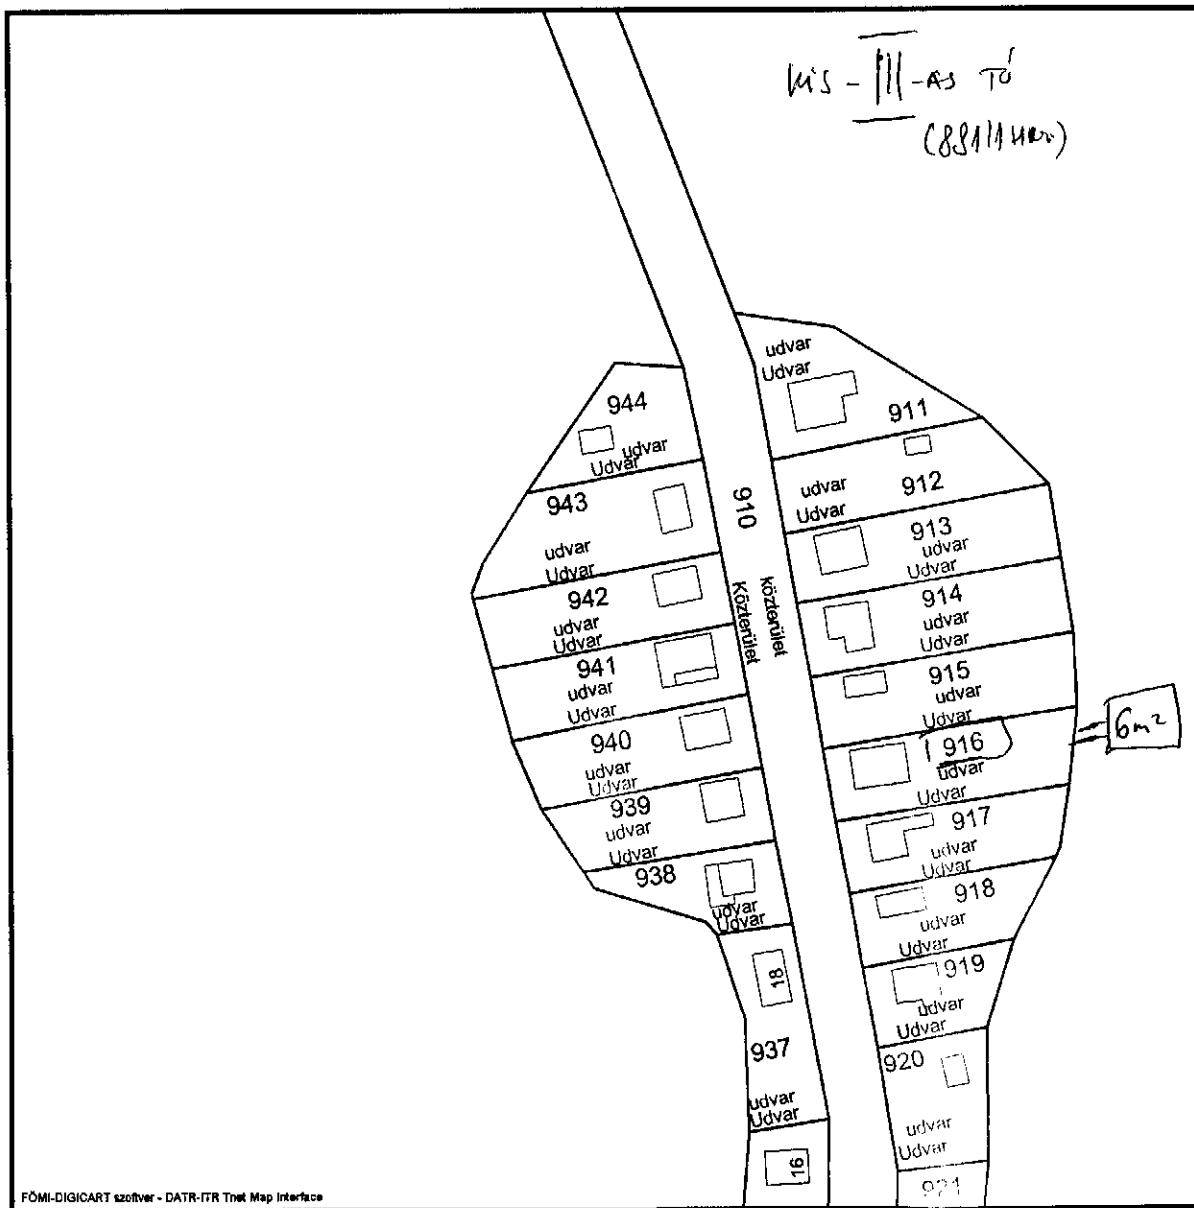 KIS - III - AS TÓ
(891/1 HRSZ)
udvar
Udvar
911
944
udvar
Udvar
912
udvar
Udvar
943
udvar
Udvar
910
közterület
Közterület
913
udvar
Udvar
942
udvar
Udvar
914
udvar
Udvar
941
udvar
Udvar
915
udvar
Udvar
6m²
916
udvar
Udvar
940
udvar
Udvar
939
udvar
Udvar
917
udvar
Udvar
938
udvar
Udvar
918
udvar
Udvar
919
udvar
Udvar
18
937
udvar
Udvar
920
udvar
Udvar
16
921
FÖMI-DIGICART szoftver - DATR-ITR Tnet Map Interface